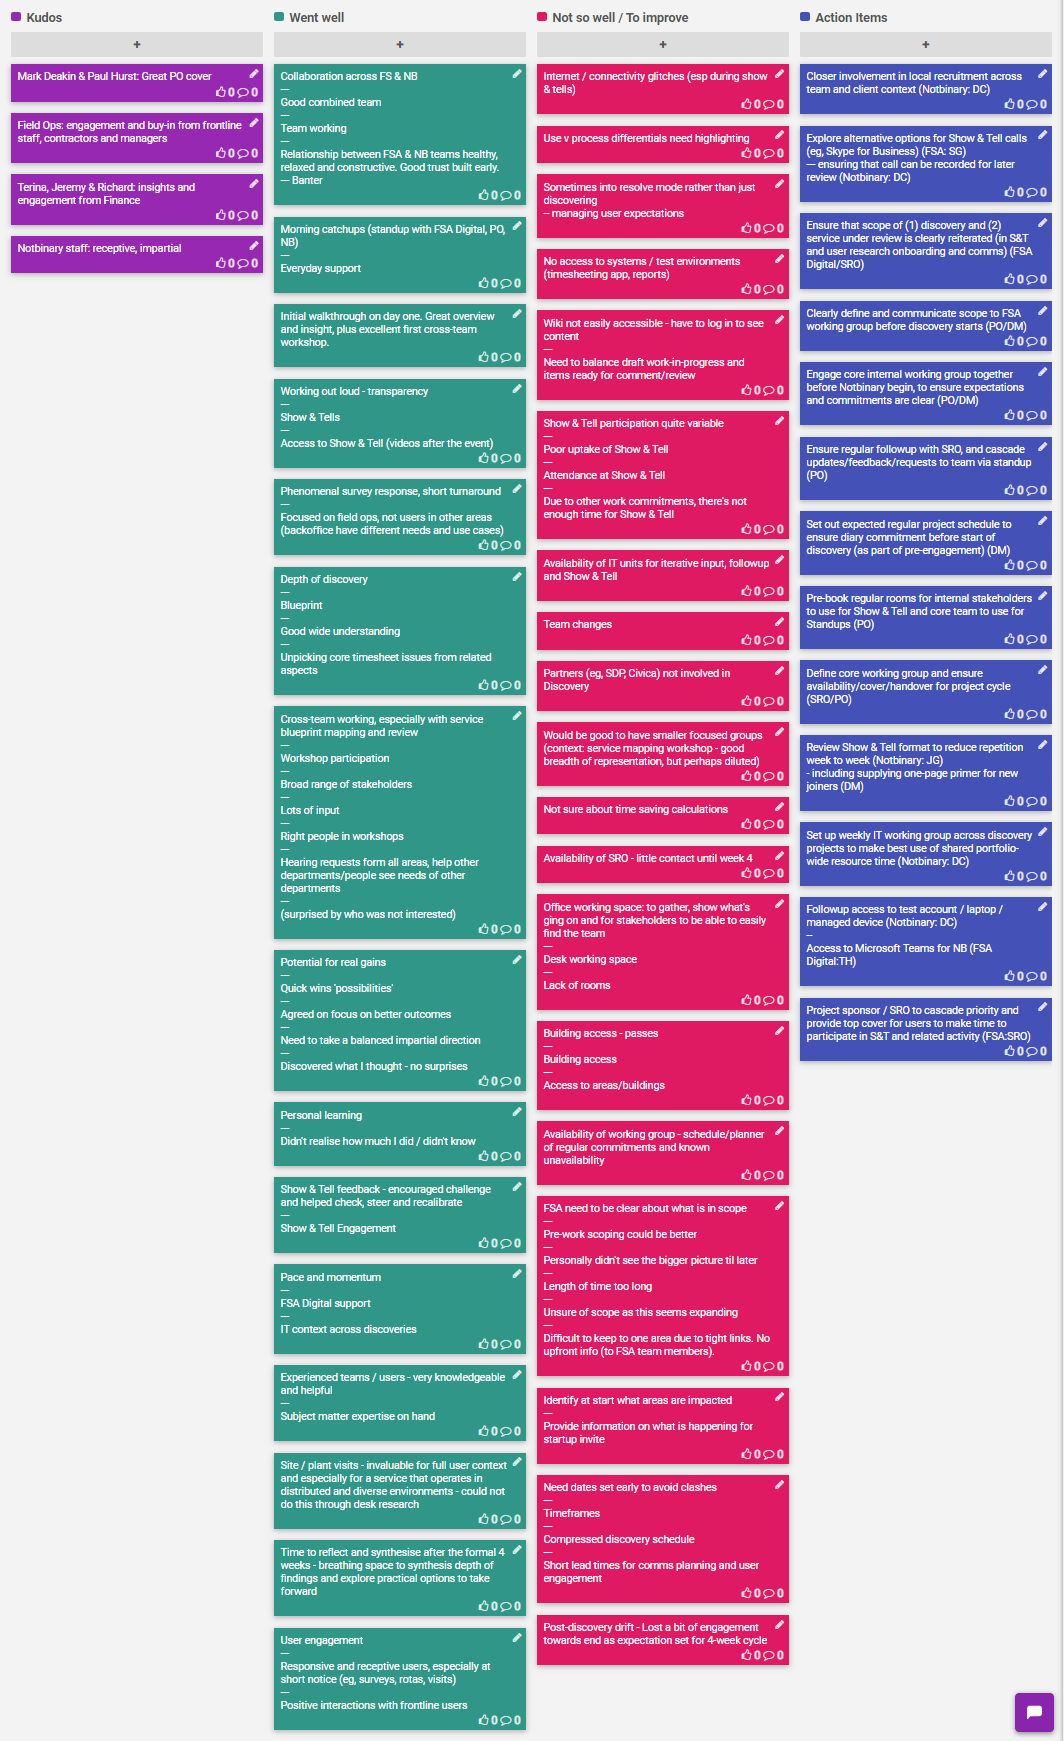 Kudos
+
Mark Deakin & Paul Hurst: Great PO cover
0 0
Field Ops: engagement and buy-in from frontline
staff, contractors and managers
0 0
Terina, Jeremy & Richard: insights and
engagement from Finance
0 0
Notbinary staff: receptive, impartial
0 0
Went well
+
Collaboration across FS & NB
—
Good combined team
—
Team working
—
Relationship between FSA & NB teams healthy,
relaxed and constructive. Good trust built early.
— Banter
0 0
Morning catchups (standup with FSA Digital, PO,
NB)
—
Everyday support
0 0
Initial walkthrough on day one. Great overview
and insight, plus excellent first cross-team
workshop.
0 0
Working out loud - transparency
—
Show & Tells
—
Access to Show & Tell (videos after the event)
0 0
Phenomenal survey response, short turnaround
—
Focused on field ops, not users in other areas
(backoffice have different needs and use cases)
0 0
Depth of discovery
—
Blueprint
—
Good wide understanding
—
Unpicking core timesheet issues from related
aspects
0 0
Cross-team working, especially with service
blueprint mapping and review
—
Workshop participation
—
Broad range of stakeholders
—
Lots of input
—
Right people in workshops
—
Hearing requests form all areas, help other
departments/people see needs of other
departments
—
(surprised by who was not interested)
0 0
Potential for real gains
—
Quick wins 'possibilities'
—
Agreed on focus on better outcomes
—
Need to take a balanced impartial direction
—
Discovered what I thought - no surprises
0 0
Personal learning
—
Didn't realise how much I did / didn't know
0 0
Show & Tell feedback - encouraged challenge
and helped check, steer and recalibrate
—
Show & Tell Engagement
0 0
Pace and momentum
—
FSA Digital support
—
IT context across discoveries
0 0
Experienced teams / users - very knowledgeable
and helpful
—
Subject matter expertise on hand
0 0
Site / plant visits - invaluable for full user context
and especially for a service that operates in
distributed and diverse environments - could not
do this through desk research
0 0
Time to reflect and synthesise after the formal 4
weeks - breathing space to synthesis depth of
findings and explore practical options to take
forward
0 0
User engagement
—
Responsive and receptive users, especially at
short notice (eg, surveys, rotas, visits)
—
Positive interactions with frontline users
0 0
Not so well / To improve
+
Internet / connectivity glitches (esp during show
& tells)
0 0
Use v process differentials need highlighting
0 0
Sometimes into resolve mode rather than just
discovering
– managing user expectations
0 0
No access to systems / test environments
(timesheeting app, reports)
0 0
Wiki not easily accessible - have to log in to see
content
—
Need to balance draft work-in-progress and
items ready for comment/review
0 0
Show & Tell participation quite variable
—
Poor uptake of Show & Tell
—
Attendance at Show & Tell
—
Due to other work commitments, there's not
enough time for Show & Tell
0 0
Availability of IT units for iterative input, followup
and Show & Tell
0 0
Team changes
0 0
Partners (eg, SDP, Civica) not involved in
Discovery
0 0
Would be good to have smaller focused groups
(context: service mapping workshop - good
breadth of representation, but perhaps diluted)
0 0
Not sure about time saving calculations
0 0
Availability of SRO - little contact until week 4
0 0
Office working space: to gather, show what's
ging on and for stakeholders to be able to easily
find the team
—
Desk working space
—
Lack of rooms
0 0
Building access - passes
—
Building access
—
Access to areas/buildings
0 0
Availability of working group - schedule/planner
of regular commitments and known
unavailability
0 0
FSA need to be clear about what is in scope
—
Pre-work scoping could be better
—
Personally didn't see the bigger picture til later
—
Length of time too long
—
Unsure of scope as this seems expanding
—
Difficult to keep to one area due to tight links. No
upfront info (to FSA team members).
0 0
Identify at start what areas are impacted
—
Provide information on what is happening for
startup invite
0 0
Need dates set early to avoid clashes
—
Timeframes
—
Compressed discovery schedule
—
Short lead times for comms planning and user
engagement
0 0
Post-discovery drift - Lost a bit of engagement
towards end as expectation set for 4-week cycle
0 0
Action Items
+
Closer involvement in local recruitment across
team and client context (Notbinary: DC)
0 0
Explore alternative options for Show & Tell calls
(eg, Skype for Business) (FSA: SG)
— ensuring that call can be recorded for later
review (Notbinary: DC)
0 0
Ensure that scope of (1) discovery and (2)
service under review is clearly reiterated (in S&T
and user research onboarding and comms) (FSA
Digital/SRO)
0 0
Clearly define and communicate scope to FSA
working group before discovery starts (PO/DM)
0 0
Engage core internal working group together
before Notbinary begin, to ensure expectations
and commitments are clear (PO/DM)
0 0
Ensure regular followup with SRO, and cascade
updates/feedback/requests to team via standup
(PO)
0 0
Set out expected regular project schedule to
ensure diary commitment before start of
discovery (as part of pre-engagement) (DM)
0 0
Pre-book regular rooms for internal stakeholders
to use for Show & Tell and core team to use for
Standups (PO)
0 0
Define core working group and ensure
availability/cover/handover for project cycle
(SRO/PO)
0 0
Review Show & Tell format to reduce repetition
week to week (Notbinary: JG)
- including supplying one-page primer for new
joiners (DM)
0 0
Set up weekly IT working group across discovery
projects to make best use of shared portfolio-
wide resource time (Notbinary: DC)
0 0
Followup access to test account / laptop /
managed device (Notbinary: DC)
–
Access to Microsoft Teams for NB (FSA
Digital:TH)
0 0
Project sponsor / SRO to cascade priority and
provide top cover for users to make time to
participate in S&T and related activity (FSA:SRO)
0 0